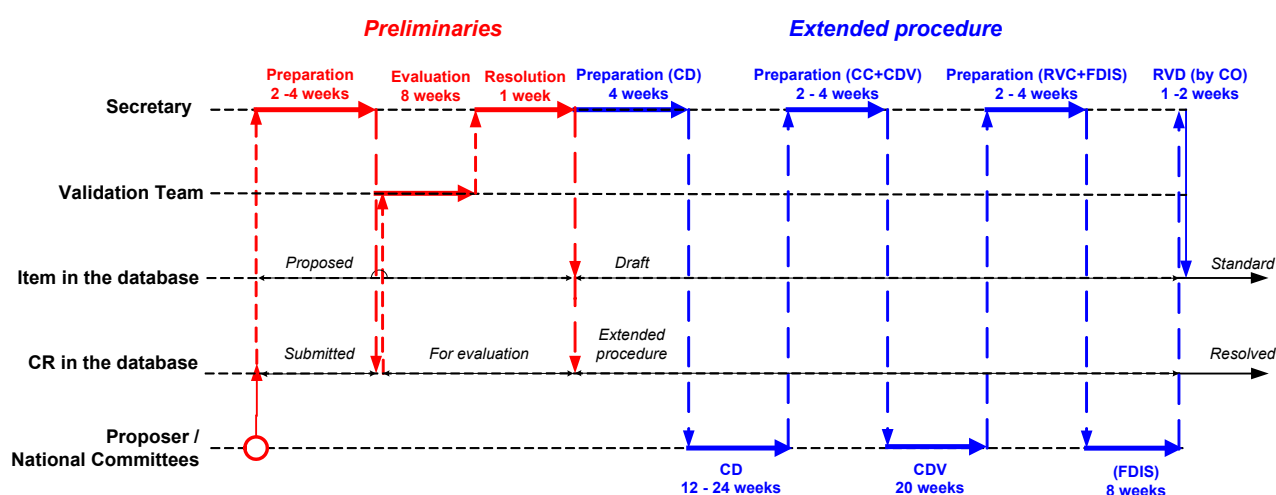 Preliminaries
Extended procedure
Preparation
2 -4 weeks
Evaluation
8 weeks
Resolution
1 week
Preparation (CD)
4 weeks
Preparation (CC+CDV)
2 - 4 weeks
Preparation (RVC+FDIS)
2 - 4 weeks
RVD (by CO)
1 -2 weeks
Secretary
Validation Team
Item in the database
Proposed
Draft
Standard
CR in the database
Submitted
For evaluation
Extended
procedure
Resolved
Proposer /
National Committees
CD
12 - 24 weeks
CDV
20 weeks
(FDIS)
8 weeks